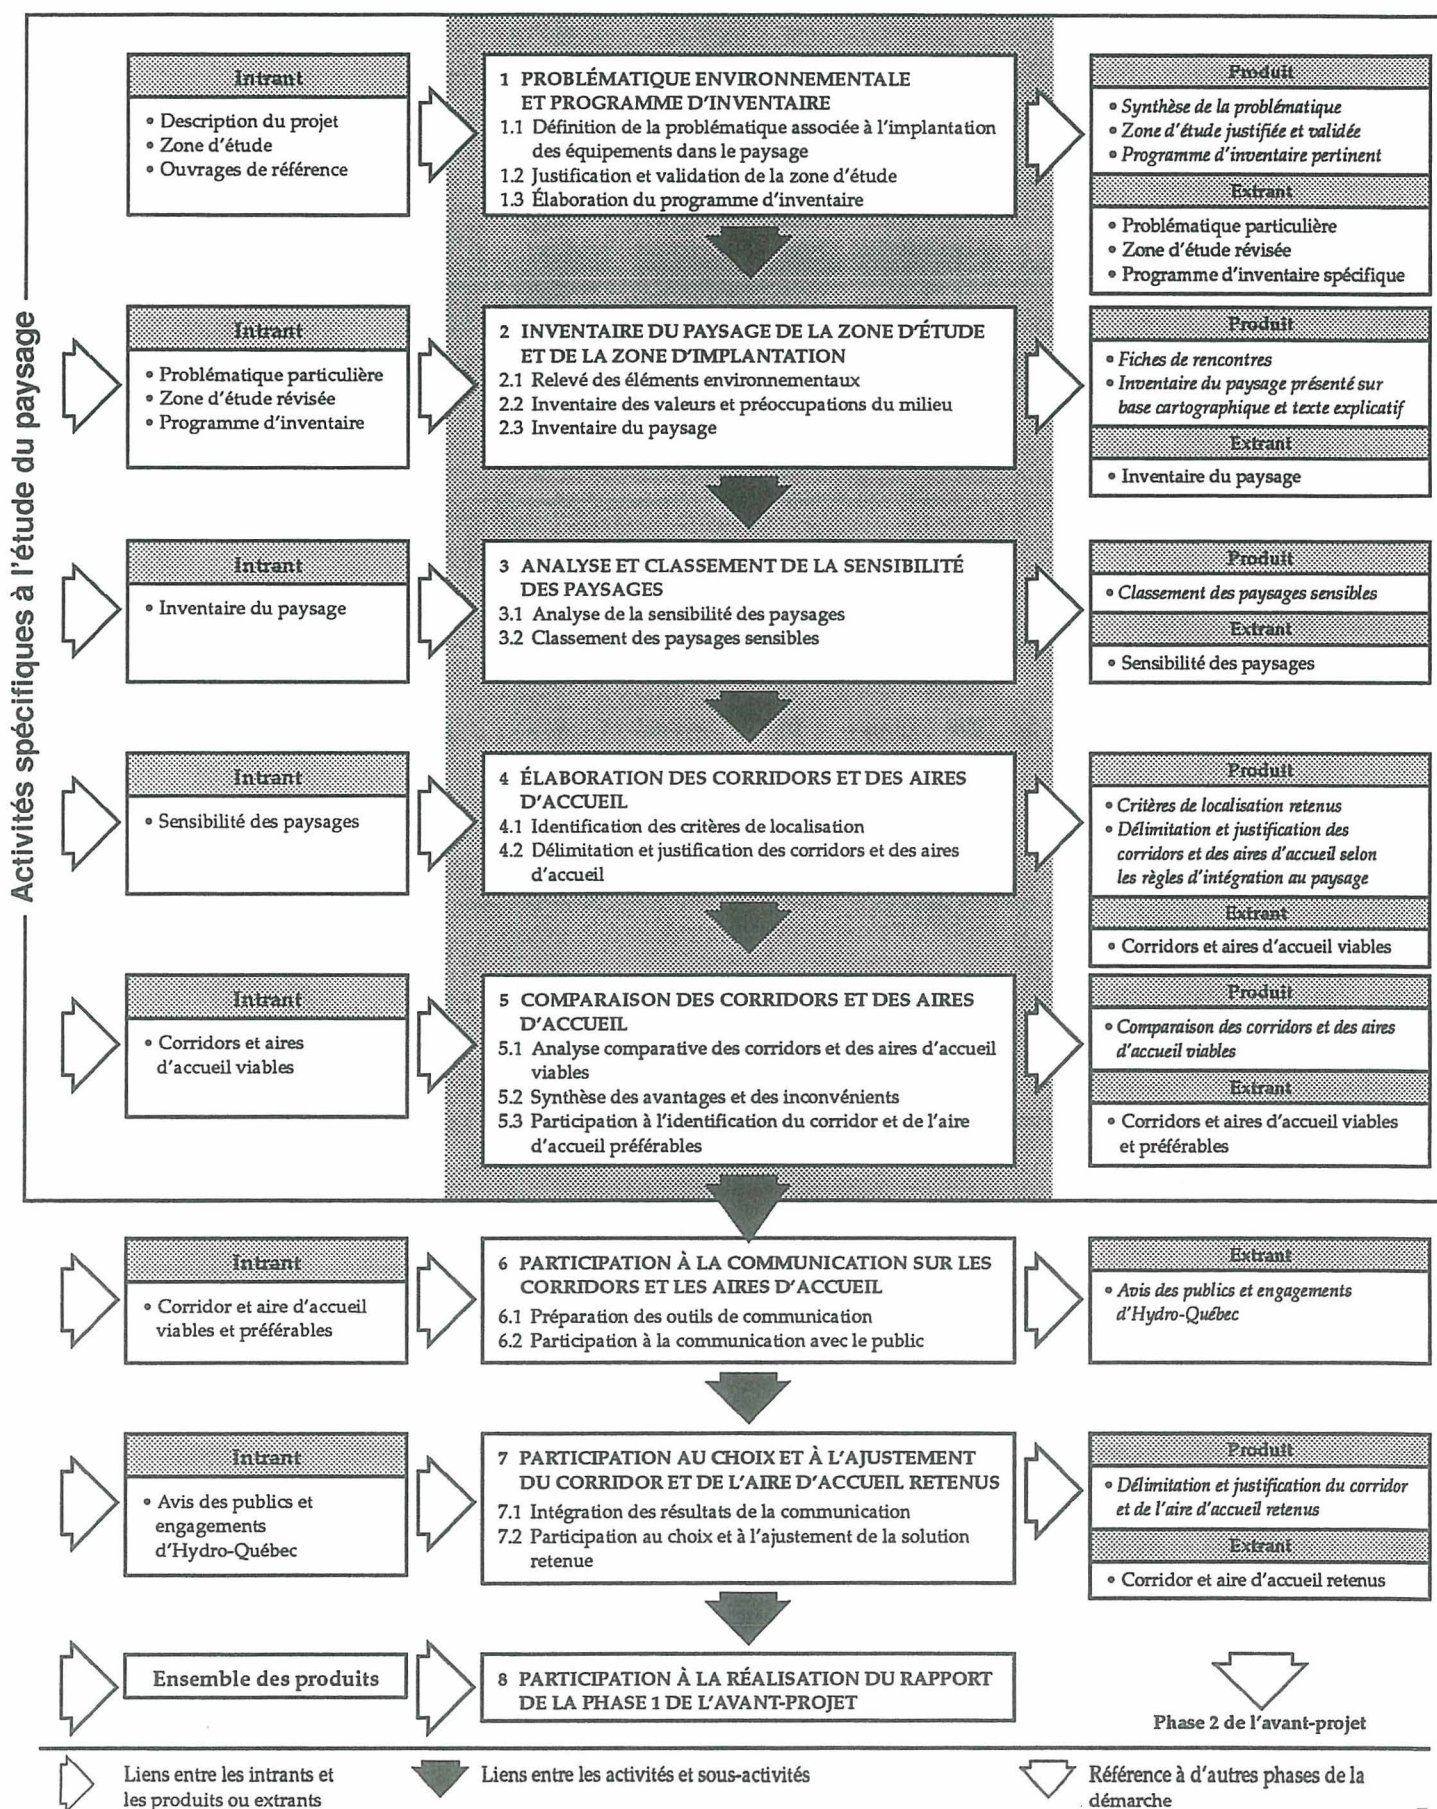 Activités spécifiques à l'étude du paysage
Intrant
• Description du projet
• Zone d'étude
• Ouvrages de référence
1 PROBLÉMATIQUE ENVIRONNEMENTALE
ET PROGRAMME D'INVENTAIRE
1.1 Définition de la problématique associée à l'implantation
des équipements dans le paysage
1.2 Justification et validation de la zone d'étude
1.3 Élaboration du programme d'inventaire
Produit
• Synthèse de la problématique
• Zone d'étude justifiée et validée
• Programme d'inventaire pertinent
Extrant
• Problématique particulière
• Zone d'étude révisée
• Programme d'inventaire spécifique
Intrant
• Problématique particulière
• Zone d'étude révisée
• Programme d'inventaire
2 INVENTAIRE DU PAYSAGE DE LA ZONE D'ÉTUDE
ET DE LA ZONE D'IMPLANTATION
2.1 Relevé des éléments environnementaux
2.2 Inventaire des valeurs et préoccupations du milieu
2.3 Inventaire du paysage
Produit
• Fiches de rencontres
• Inventaire du paysage présenté sur
base cartographique et texte explicatif
Extrant
• Inventaire du paysage
Intrant
• Inventaire du paysage
3 ANALYSE ET CLASSEMENT DE LA SENSIBILITÉ
DES PAYSAGES
3.1 Analyse de la sensibilité des paysages
3.2 Classement des paysages sensibles
Produit
• Classement des paysages sensibles
Extrant
• Sensibilité des paysages
Intrant
• Sensibilité des paysages
4 ÉLABORATION DES CORRIDORS ET DES AIRES
D'ACCUEIL
4.1 Identification des critères de localisation
4.2 Délimitation et justification des corridors et des aires
d'accueil
Produit
• Critères de localisation retenus
• Délimitation et justification des
corridors et des aires d'accueil selon
les règles d'intégration au paysage
Extrant
• Corridors et aires d'accueil viables
Intrant
• Corridors et aires
d'accueil viables
5 COMPARAISON DES CORRIDORS ET DES AIRES
D'ACCUEIL
5.1 Analyse comparative des corridors et des aires d'accueil
viables
5.2 Synthèse des avantages et des inconvénients
5.3 Participation à l'identification du corridor et de l'aire
d'accueil préférables
Produit
• Comparaison des corridors et des aires
d'accueil viables
Extrant
• Corridors et aires d'accueil viables
et préférables
Intrant
• Corridor et aire d'accueil
viables et préférables
6 PARTICIPATION À LA COMMUNICATION SUR LES
CORRIDORS ET LES AIRES D'ACCUEIL
6.1 Préparation des outils de communication
6.2 Participation à la communication avec le public
Extrant
• Avis des publics et engagements
d'Hydro-Québec
Intrant
• Avis des publics et
engagements
d'Hydro-Québec
7 PARTICIPATION AU CHOIX ET À L'AJUSTEMENT
DU CORRIDOR ET DE L'AIRE D'ACCUEIL RETENUS
7.1 Intégration des résultats de la communication
7.2 Participation au choix et à l'ajustement de la solution
retenue
Produit
• Délimitation et justification du corridor
et de l'aire d'accueil retenus
Extrant
• Corridor et aire d'accueil retenus
Ensemble des produits
8 PARTICIPATION À LA RÉALISATION DU RAPPORT
DE LA PHASE 1 DE L'AVANT-PROJET
Phase 2 de l'avant-projet
Liens entre les intrants et
les produits ou extrants
Liens entre les activités et sous-activités
Référence à d'autres phases de la
démarche